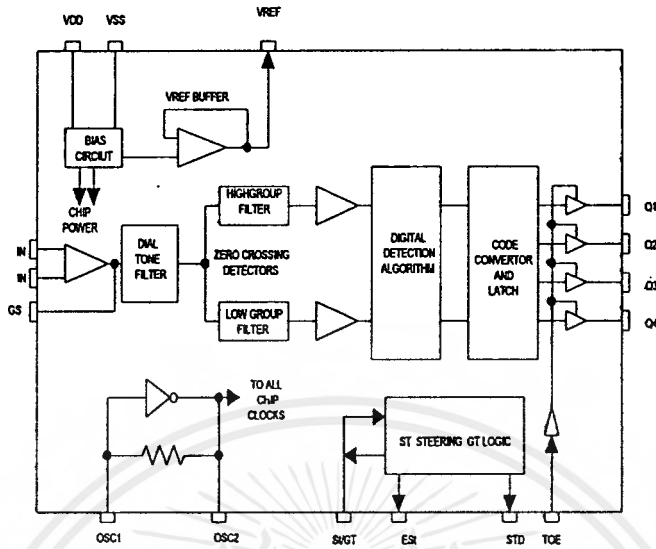 VDD VSS VREF
VREF BUFFER
BIAS
CIRCIUT
CHIP
POWER
HIGHGROUP
FILTER
IN
IN
GS
DIAL
TONE
FILTER
ZERO CROSSING
DETECTORS
LOW GROUP
FILTER
DIGITAL
DETECTION
ALGORITHM
CODE
CONVERTOR
AND
LATCH
Q1
Q2
Q3
Q4
TO ALL
CHIP
CLOCKS
ST STEERING GT LOGIC
OSC1 OSC2 St/GT ESt STD TOE